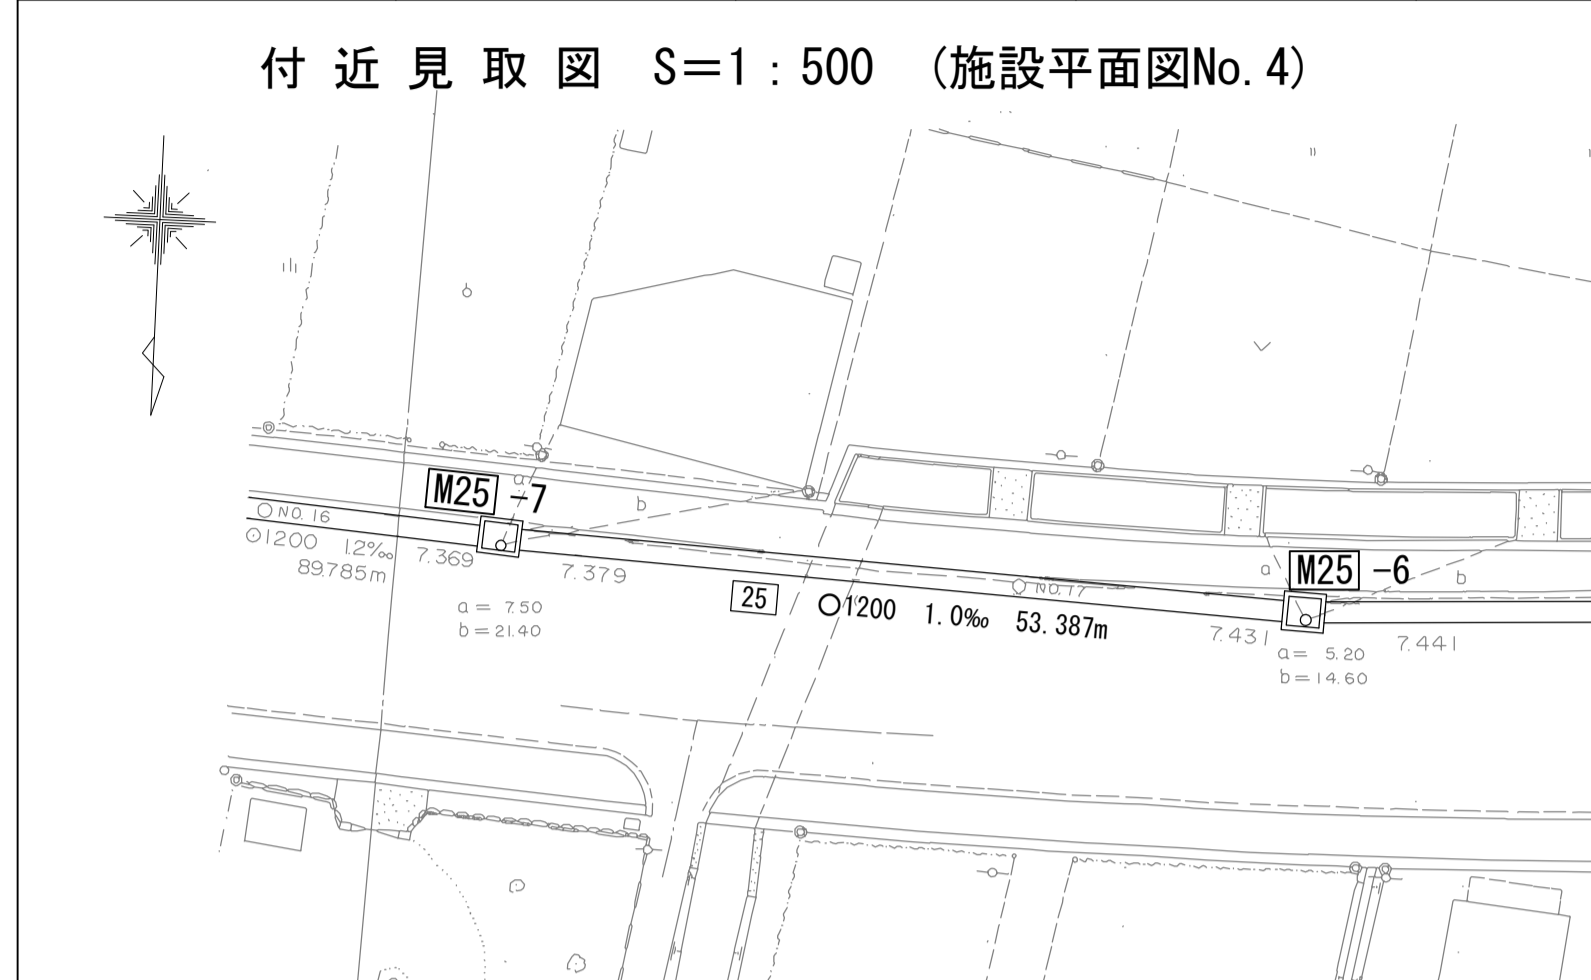 付近見取図 S＝1：500 （施設平面図No.4）
a
M25 -7
b
NO.16
○1200 1.2‰ 7.369
89.785m
7.379
a= 7.50
b=21.40
25 ○1200 1.0‰ 53.387m
NO.17
a
M25 -6
b
7.431
7.441
a= 5.20
b=14.60